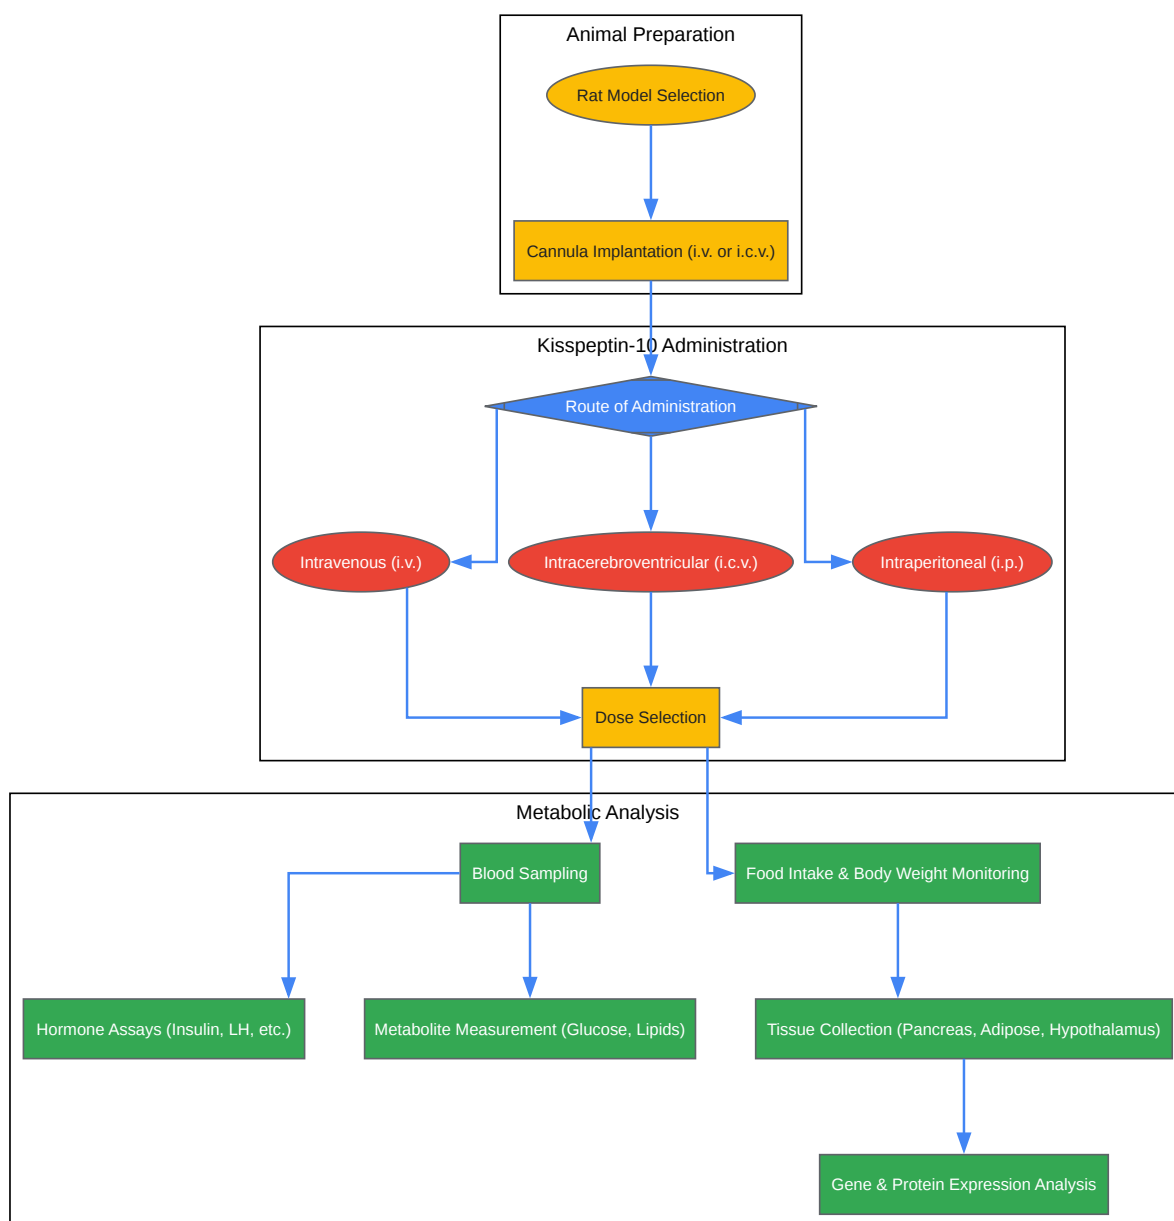 Animal Preparation
Rat Model Selection
Cannula Implantation (i.v. or i.c.v.)
Kisspeptin-10 Administration
Route of Administration
Intravenous (i.v.)
Intracerebroventricular (i.c.v.)
Intraperitoneal (i.p.)
Dose Selection
Metabolic Analysis
Blood Sampling
Food Intake & Body Weight Monitoring
Hormone Assays (Insulin, LH, etc.)
Metabolite Measurement (Glucose, Lipids)
Tissue Collection (Pancreas, Adipose, Hypothalamus)
Gene & Protein Expression Analysis